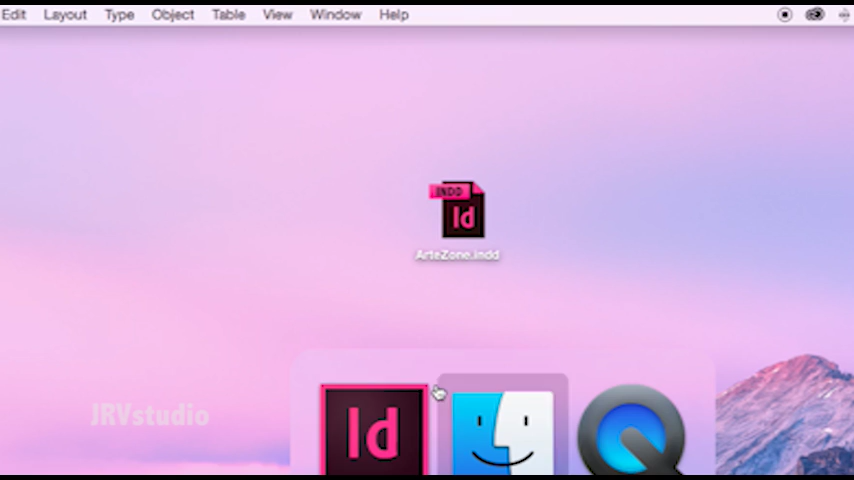 Edit Layout Type Object Table View Window Help
INDD
Id
ArteZone.indd
JRVstudio
Id